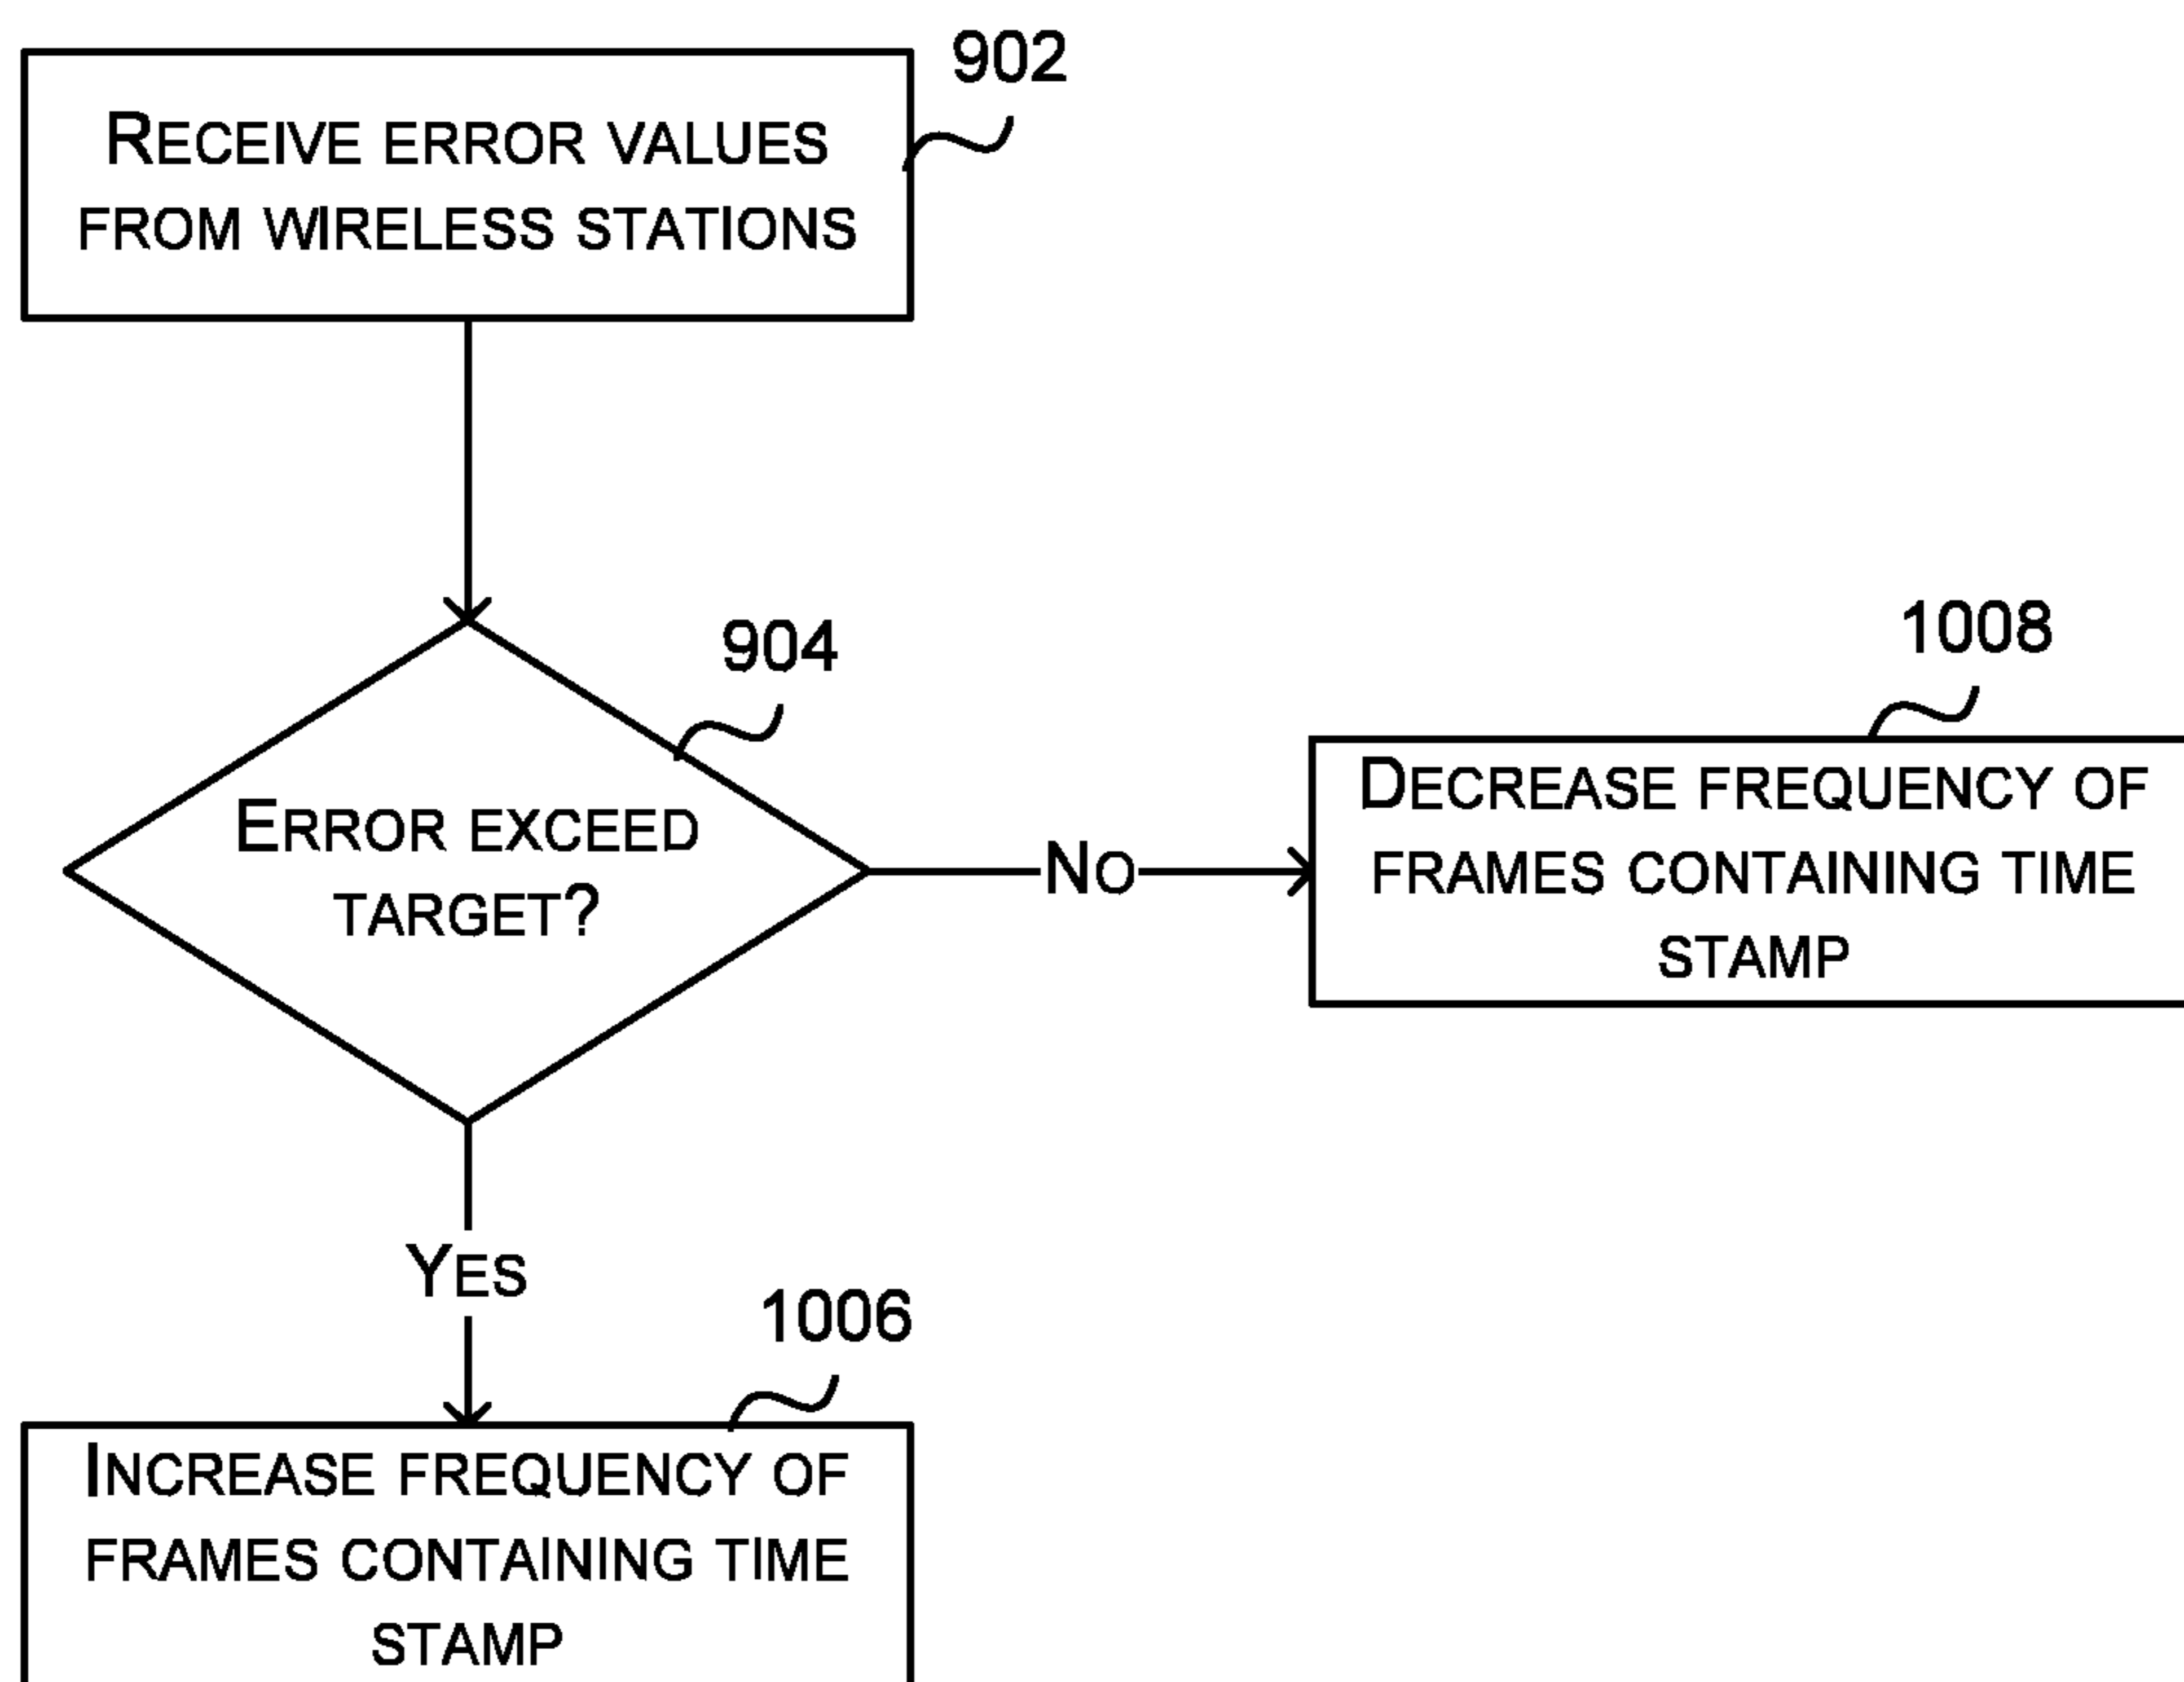 902
RECEIVE ERROR VALUES
FROM WIRELESS STATIONS
904
ERROR EXCEED
TARGET?
NO
1008
DECREASE FREQUENCY OF
FRAMES CONTAINING TIME
STAMP
YES
1006
INCREASE FREQUENCY OF
FRAMES CONTAINING TIME
STAMP